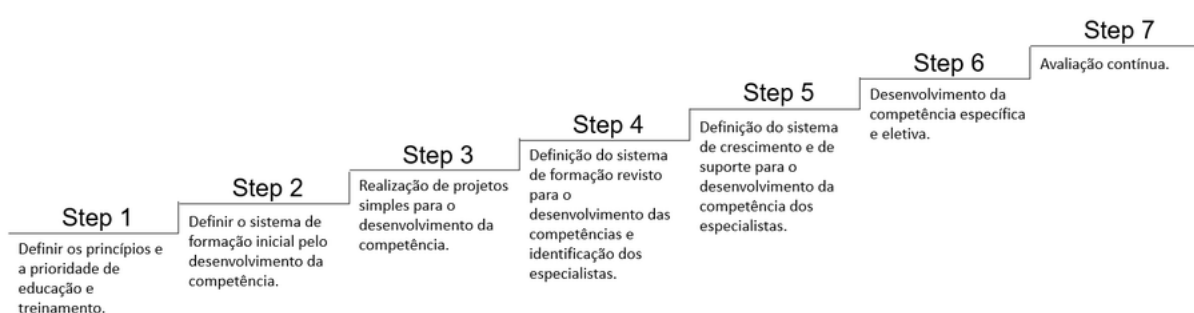 Step 1
Definir os princípios e
a prioridade de
educação e
treinamento.
Step 2
Definir o sistema de
formação inicial pelo
desenvolvimento da
competência.
Step 3
Realização de projetos
simples para o
desenvolvimento da
competência.
Step 4
Definição do sistema
de formação revisto
para o
desenvolvimento das
competências e
identificação dos
especialistas.
Step 5
Definição do sistema
de crescimento e de
suporte para o
desenvolvimento da
competência dos
especialistas.
Step 6
Desenvolvimento da
competência específica
e eletiva.
Step 7
Avaliação contínua.